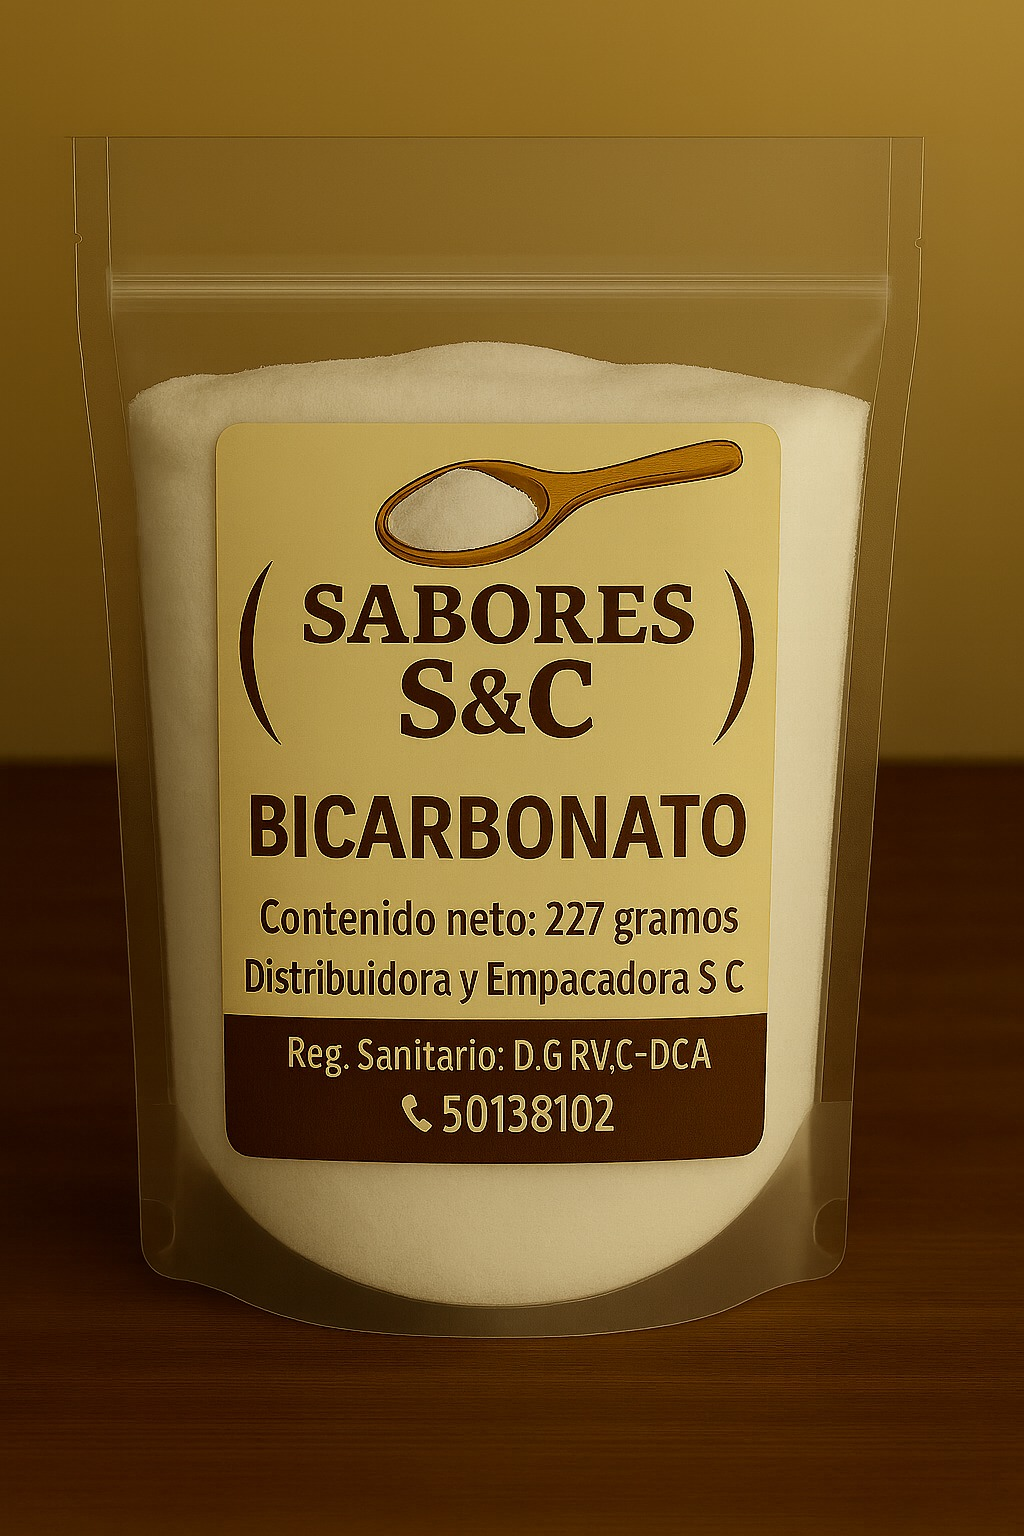 SABORES
S&C
BICARBONATO
Contenido neto: 227 gramos
Distribuidora y Empacadora S C
Reg. Sanitario: D.G RV,C-DCA
50138102